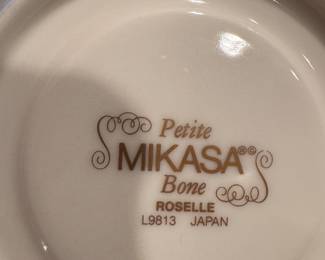 Petite
MIKASA®©
Bone
ROSELLE
L9813 JAPAN